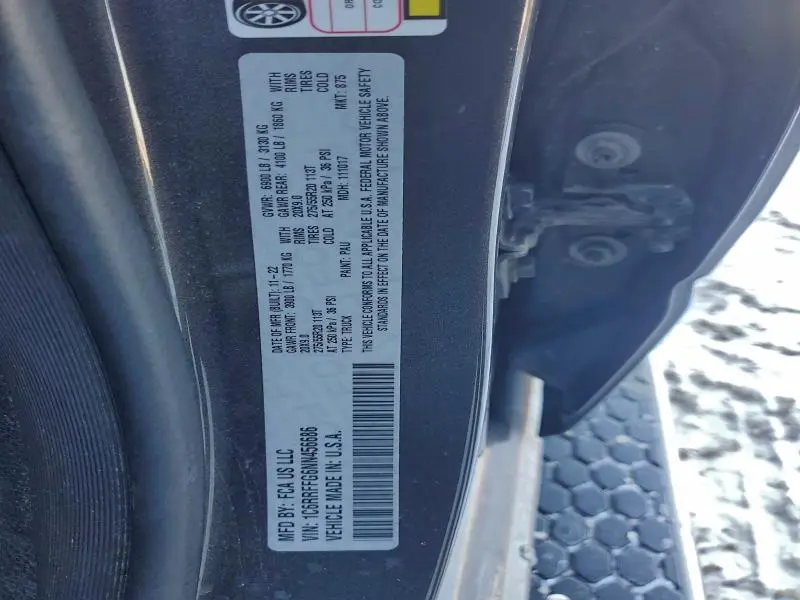 MFD BY: FCA US LLC
VIN: 1C6RRFFG6NN456686
VEHICLE MADE IN: U.S.A.
DATE OF MFR (BUILT): 11-22 GVWR: 6900 LB / 3130 KG
GAWR FRONT: 3900 LB / 1770 KG WITH GAWR REAR: 4100 LB / 1860 KG WITH
20X9.0 RIMS 20X9.0 RIMS
275/55R20 113T TIRES 275/55R20 113T TIRES
AT 250 kPa / 36 PSI COLD AT 250 kPa / 36 PSI COLD
TYPE: TRUCK PAINT: PAU MDH: 111017 MKT: 875
THIS VEHICLE CONFORMS TO ALL APPLICABLE U.S.A. FEDERAL MOTOR VEHICLE SAFETY
STANDARDS IN EFFECT ON THE DATE OF MANUFACTURE SHOWN ABOVE.